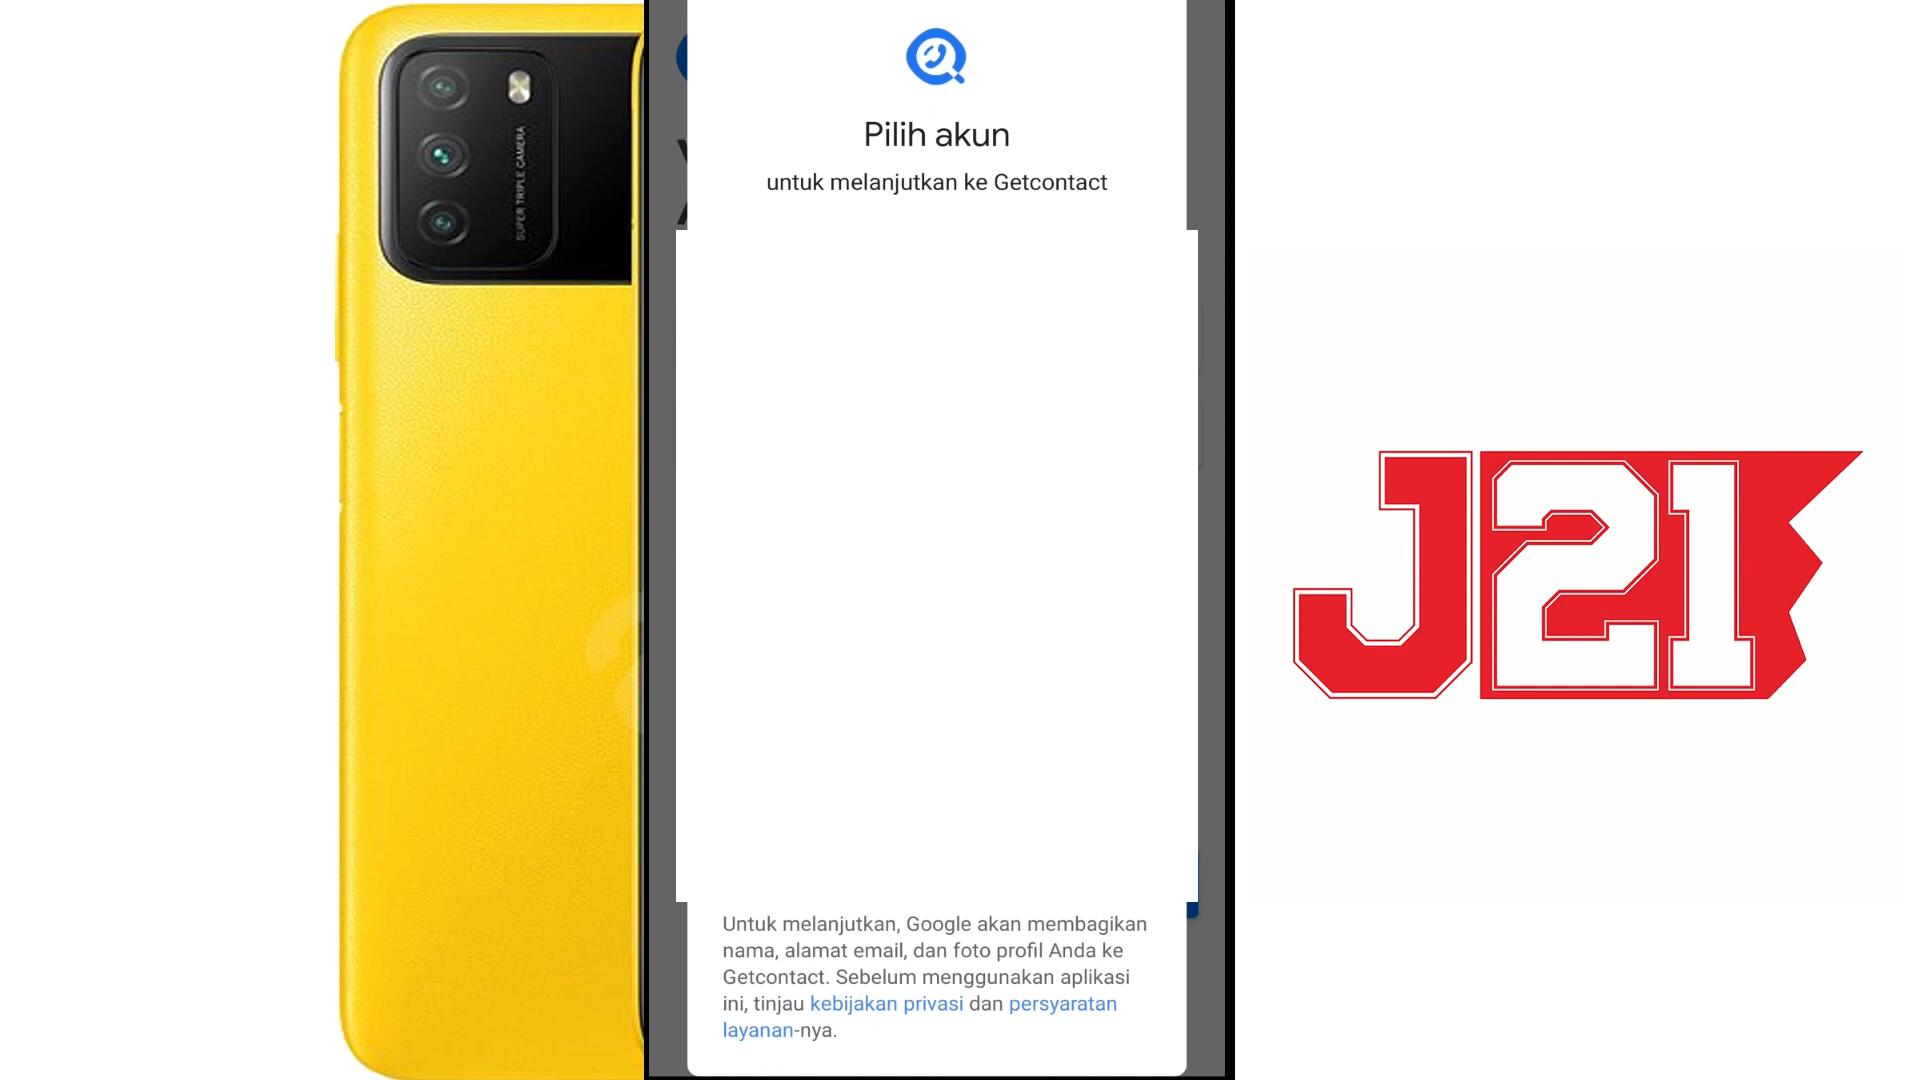 SUPER TRIPLE CAMERA
Pilih akun
untuk melanjutkan ke Getcontact
Untuk melanjutkan, Google akan membagikan
nama, alamat email, dan foto profil Anda ke
Getcontact. Sebelum menggunakan aplikasi
ini, tinjau kebijakan privasi dan persyaratan
layanan-nya.
J21